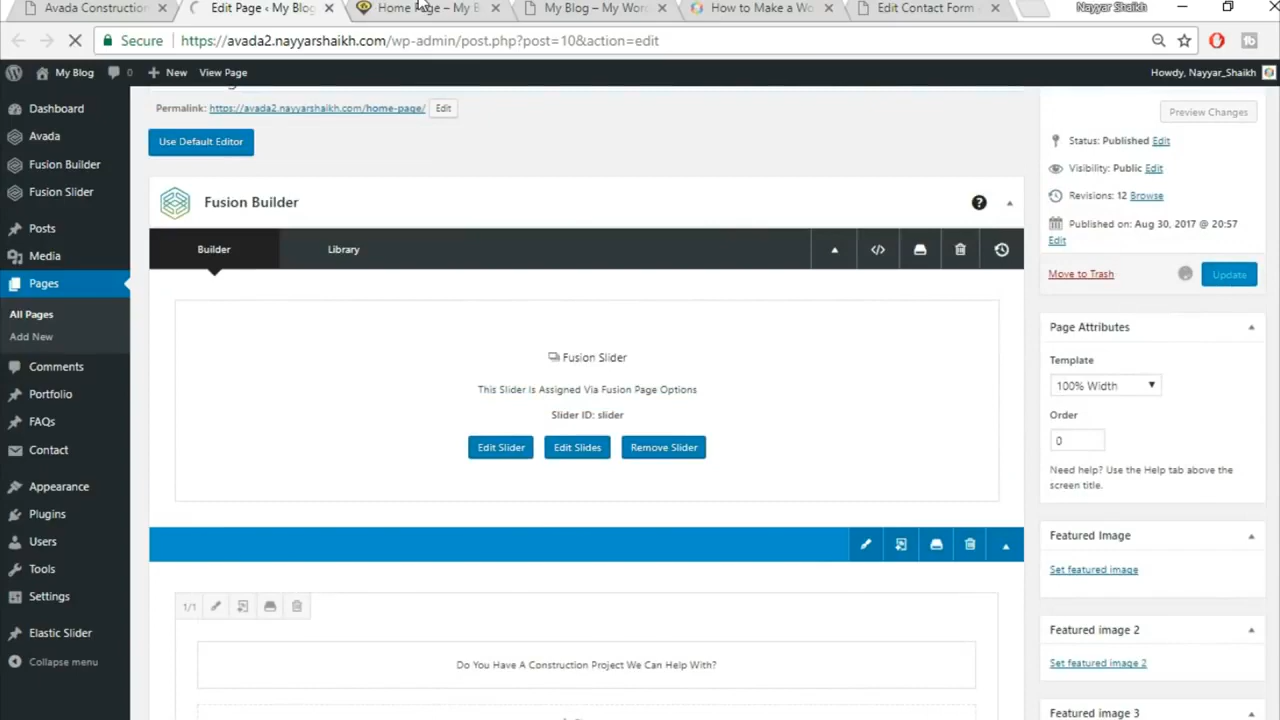 Avada Construction
Edit Page ‹ My Blog
Home Page – My B
My Blog – My Wor
How to Make a Wo
Edit Contact Form
Nayyar Shaikh
Secure https://avada2.nayyarshaikh.com/wp-admin/post.php?post=10&action=edit
My Blog 0 New View Page Howdy, Nayyar_Shaikh
Dashboard
Avada
Fusion Builder
Fusion Slider
Posts
Media
Pages
All Pages
Add New
Comments
Portfolio
FAQs
Contact
Appearance
Plugins
Users
Tools
Settings
Elastic Slider
Collapse menu
Permalink: https://avada2.nayyarshaikh.com/home-page/ Edit
Use Default Editor
Fusion Builder
Builder Library
Fusion Slider
This Slider Is Assigned Via Fusion Page Options
Slider ID: slider
Edit Slider Edit Slides Remove Slider
1/1
Do You Have A Construction Project We Can Help With?
Preview Changes
Status: Published Edit
Visibility: Public Edit
Revisions: 12 Browse
Published on: Aug 30, 2017 @ 20:57
Edit
Move to Trash Update
Page Attributes
Template
100% Width
Order
0
Need help? Use the Help tab above the
screen title.
Featured Image
Set featured image
Featured image 2
Set featured image 2
Featured image 3